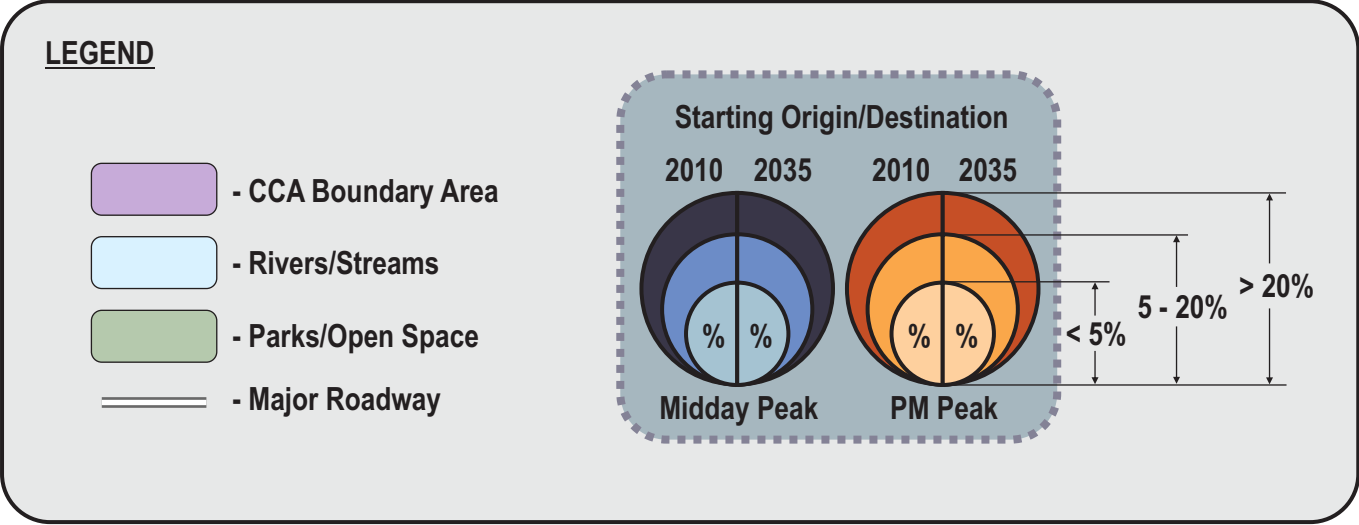 LEGEND
- CCA Boundary Area
- Rivers/Streams
- Parks/Open Space
- Major Roadway
Starting Origin/Destination
2010 2035 2010 2035
% % % %
Midday Peak PM Peak
< 5%
5 - 20%
> 20%